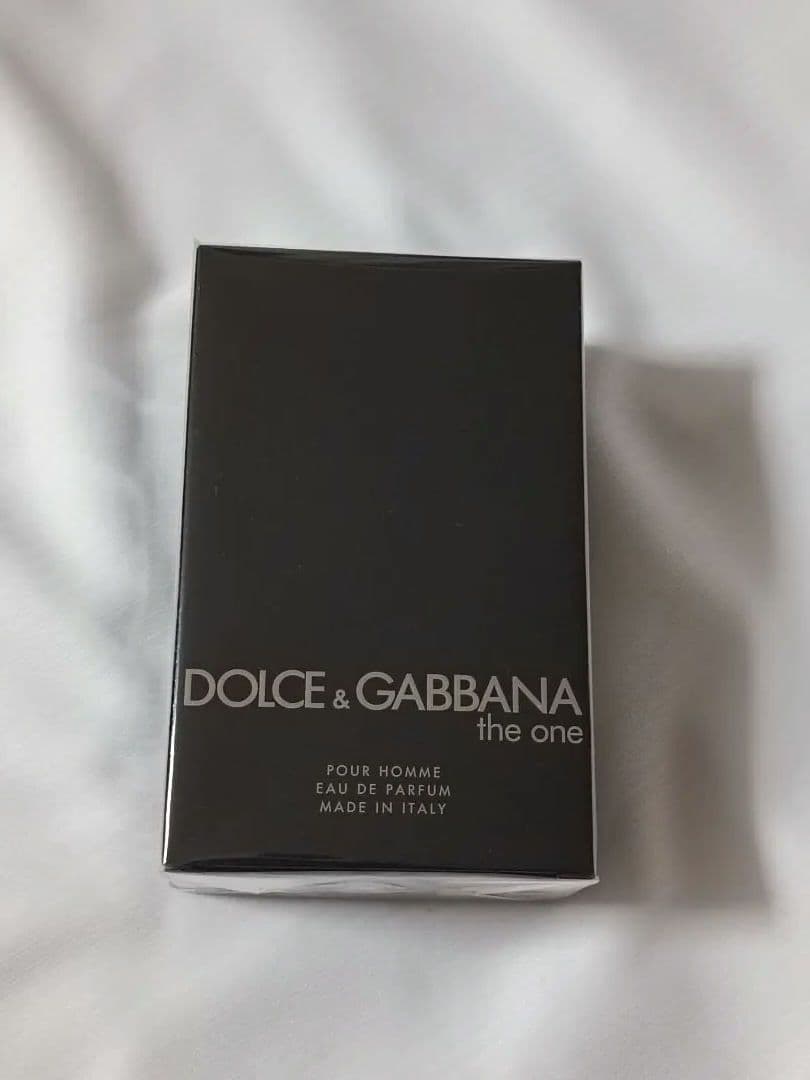 DOLCE & GABBANA
the one
POUR HOMME
EAU DE PARFUM
MADE IN ITALY